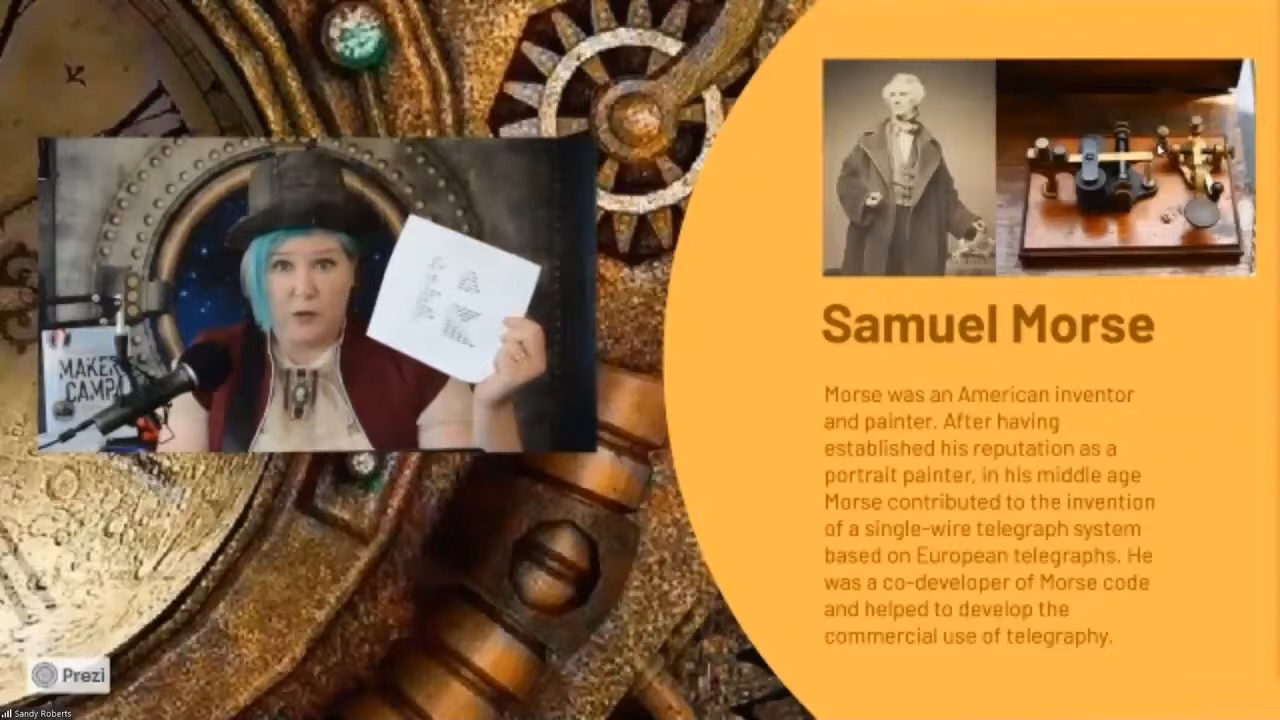 MAKER
CAMP
Samuel Morse
Morse was an American inventor
and painter. After having
established his reputation as a
portrait painter, in his middle age
Morse contributed to the invention
of a single-wire telegraph system
based on European telegraphs. He
was a co-developer of Morse code
and helped to develop the
commercial use of telegraphy.
Prezi
Sandy Roberts